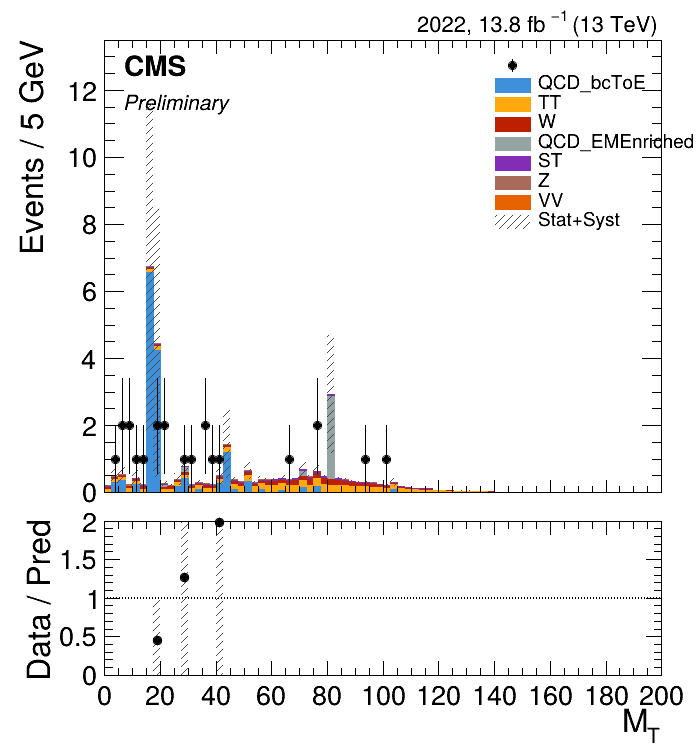 2022, 13.8 fb⁻¹ (13 TeV)
CMS
Preliminary
QCD_bcToE
TT
W
QCD_EMEnriched
ST
Z
VV
Stat+Syst
Events / 5 GeV
12
10
8
6
4
2
0
Data / Pred
2
1.5
1
0.5
0
0 20 40 60 80 100 120 140 160 180 200
M_T